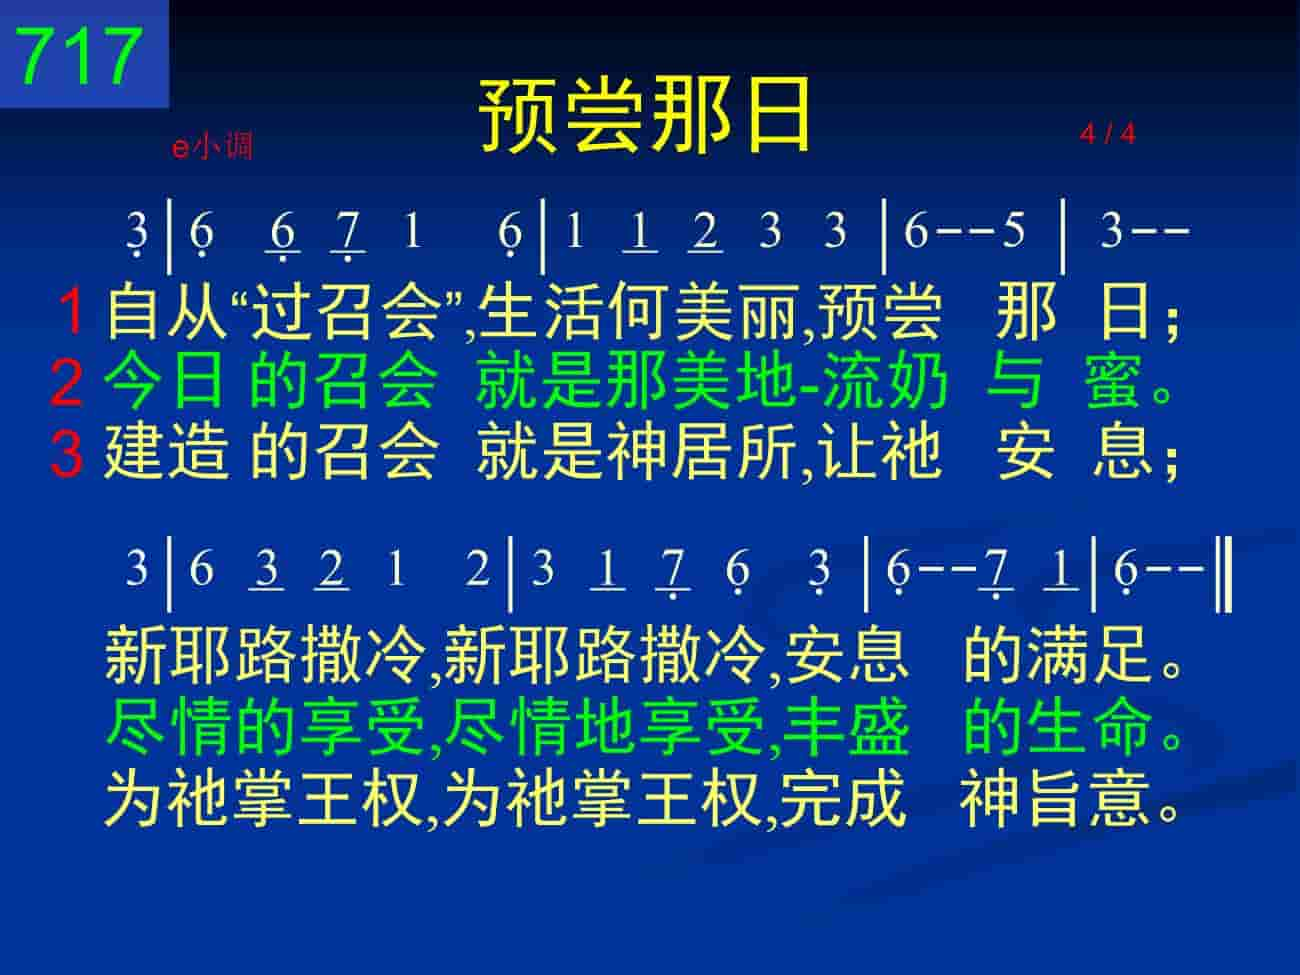 717
预尝那日
e小调 4 / 4
3̣ | 6̣ 6̣ 7̣ 1 6̣ | 1 1 2 3 3 | 6--5 | 3--
1 自从“过召会”,生活何美丽,预尝 那 日;
2 今日 的召会 就是那美地-流奶 与 蜜。
3 建造 的召会 就是神居所,让祂 安 息;
3 | 6 3 2 1 2 | 3 1 7̣ 6̣ 3̣ | 6̣--7̣ 1 | 6̣--‖
新耶路撒冷,新耶路撒冷,安息 的满足。
尽情的享受,尽情地享受,丰盛 的生命。
为祂掌王权,为祂掌王权,完成 神旨意。